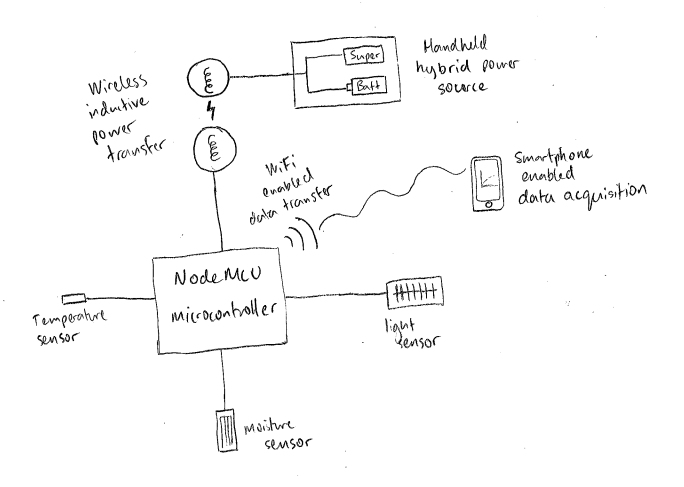 Super
Batt
Handheld
hybrid power
source
Wireless
inductive
power
transfer
WiFi
enabled
data transfer
Smartphone
enabled
data acquisition
NodeMCU
microcontroller
Temperature
sensor
light
sensor
moisture
sensor